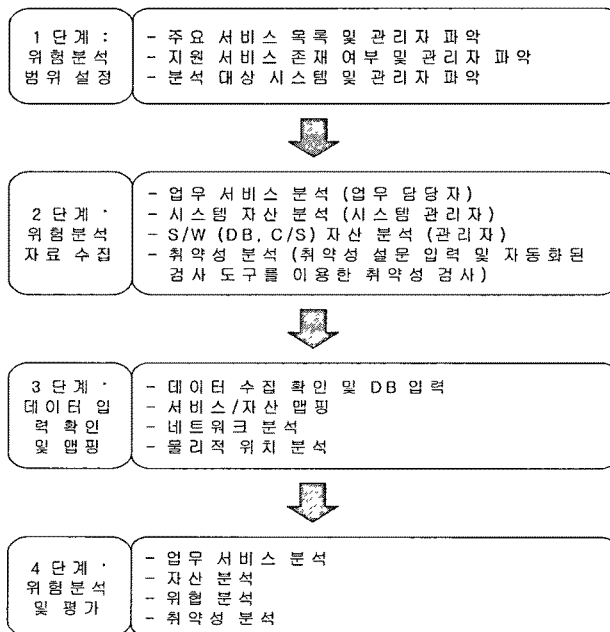 1 단계 :
위험분석
범위 설정
- 주요 서비스 목록 및 관리자 파악
- 지원 서비스 존재 여부 및 관리자 파악
- 분석 대상 시스템 및 관리자 파악
2 단계 :
위험분석
자료 수집
- 업무 서비스 분석 (업무 담당자)
- 시스템 자산 분석 (시스템 관리자)
- S/W (DB, C/S) 자산 분석 (관리자)
- 취약성 분석 (취약성 설문 입력 및 자동화된
검사 도구를 이용한 취약성 검사)
3 단계 :
데이터 입
력 확인
및 맵핑
- 데이터 수집 확인 및 DB 입력
- 서비스/자산 맵핑
- 네트워크 분석
- 물리적 위치 분석
4 단계 :
위험분석
및 평가
- 업무 서비스 분석
- 자산 분석
- 위협 분석
- 취약성 분석